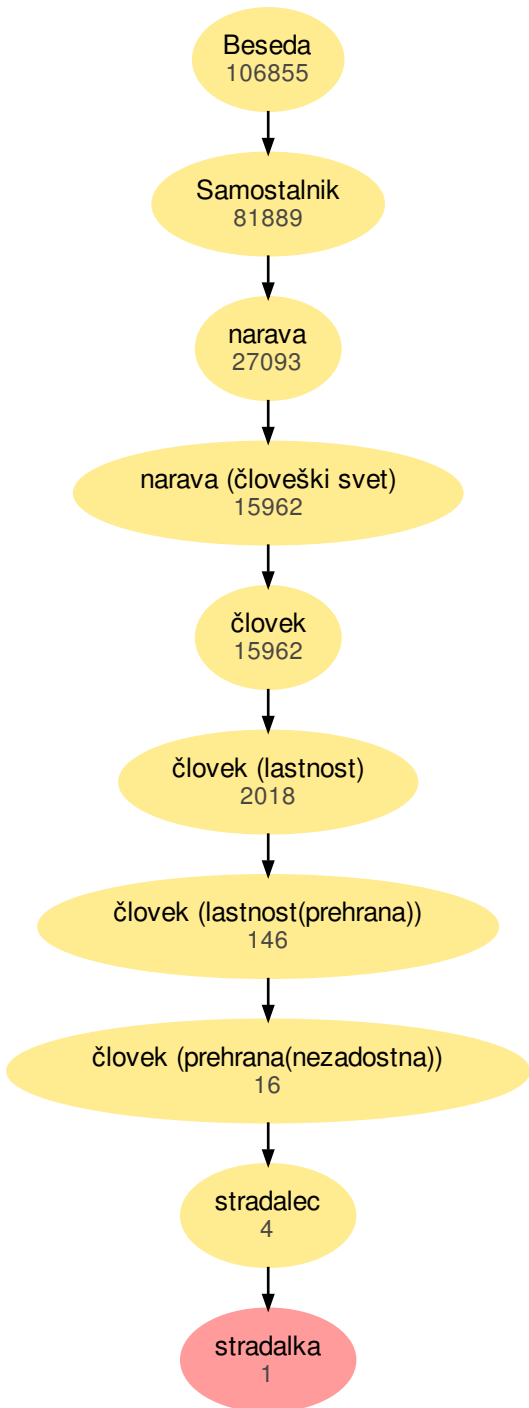 Beseda
106855
Samostalnik
81889
narava
27093
narava (človeški svet)
15962
človek
15962
človek (lastnost)
2018
človek (lastnost(prehrana))
146
človek (prehrana(nezadostna))
16
stradalec
4
stradalka
1